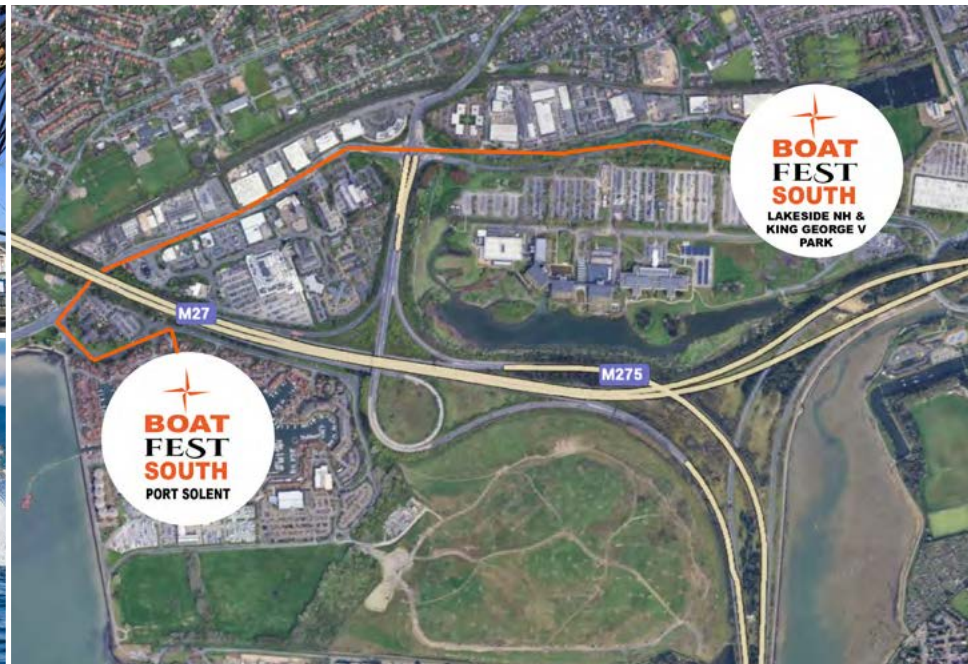 BOAT
FEST
SOUTH
LAKESIDE NH &
KING GEORGE V
PARK
M27
M275
BOAT
FEST
SOUTH
PORT SOLENT